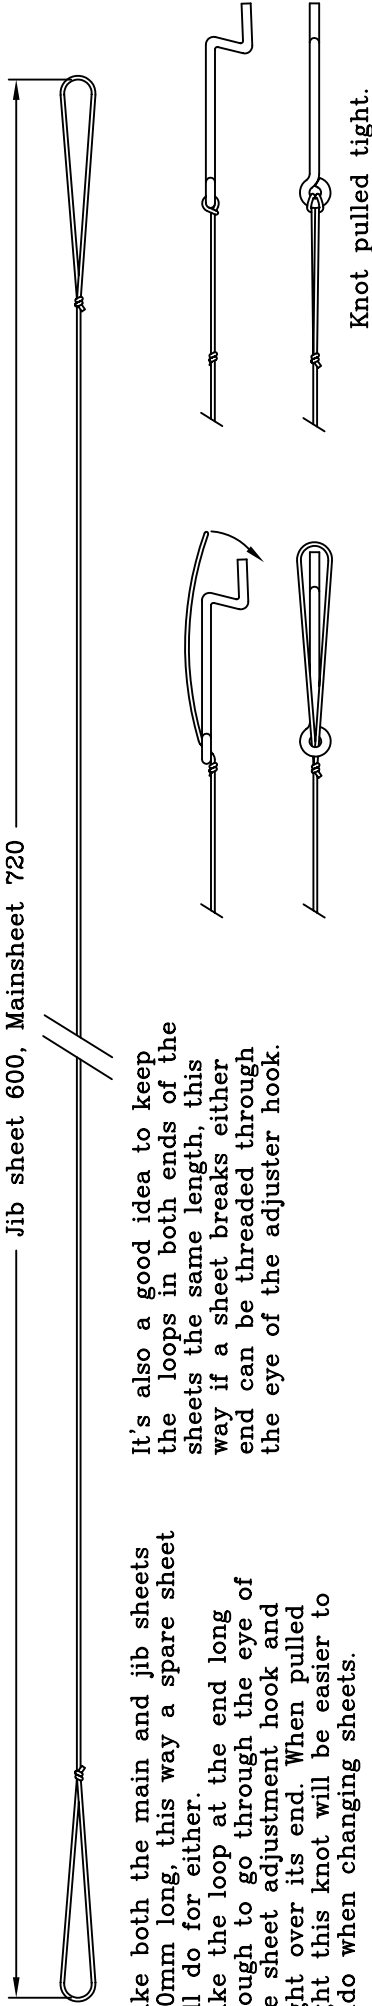 Jib sheet 600, Mainsheet 720
ke both the main and jib sheets
0mm long, this way a spare sheet
ll do for either.
ke the loop at the end long
ough to go through the eye of
e sheet adjustment hook and
ght over its end. When pulled
ht this knot will be easier to
do when changing sheets.
It's also a good idea to keep
the loops in both ends of the
sheets the same length, this
way if a sheet breaks either
end can be threaded through
the eye of the adjuster hook.
Knot pulled tight.